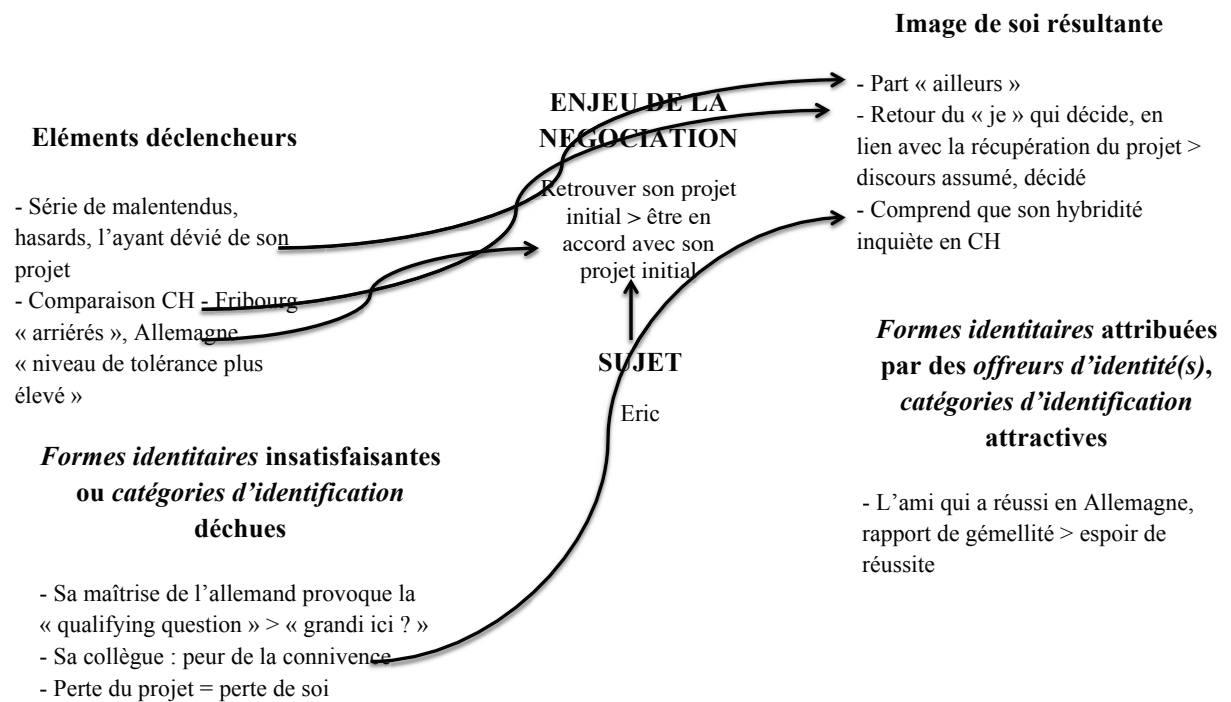 Image de soi résultante
- Part « ailleurs »
- Retour du « je » qui décide, en
lien avec la récupération du projet >
discours assumé, décidé
- Comprend que son hybridité
inquiète en CH
ENJEU DE LA
NEGOCIATION
Retrouver son projet
initial > être en
accord avec son
projet initial
Eléments déclencheurs
- Série de malentendus,
hasards, l’ayant dévié de son
projet
- Comparaison CH - Fribourg
« arriérés », Allemagne
« niveau de tolérance plus
élevé »
SUJET
Eric
Formes identitaires attribuées
par des offreurs d’identité(s),
catégories d’identification
attractives
- L’ami qui a réussi en Allemagne,
rapport de gémellité > espoir de
réussite
Formes identitaires insatisfaisantes
ou catégories d’identification
déchues
- Sa maîtrise de l’allemand provoque la
« qualifying question » > « grandi ici ? »
- Sa collègue : peur de la connivence
- Perte du projet = perte de soi